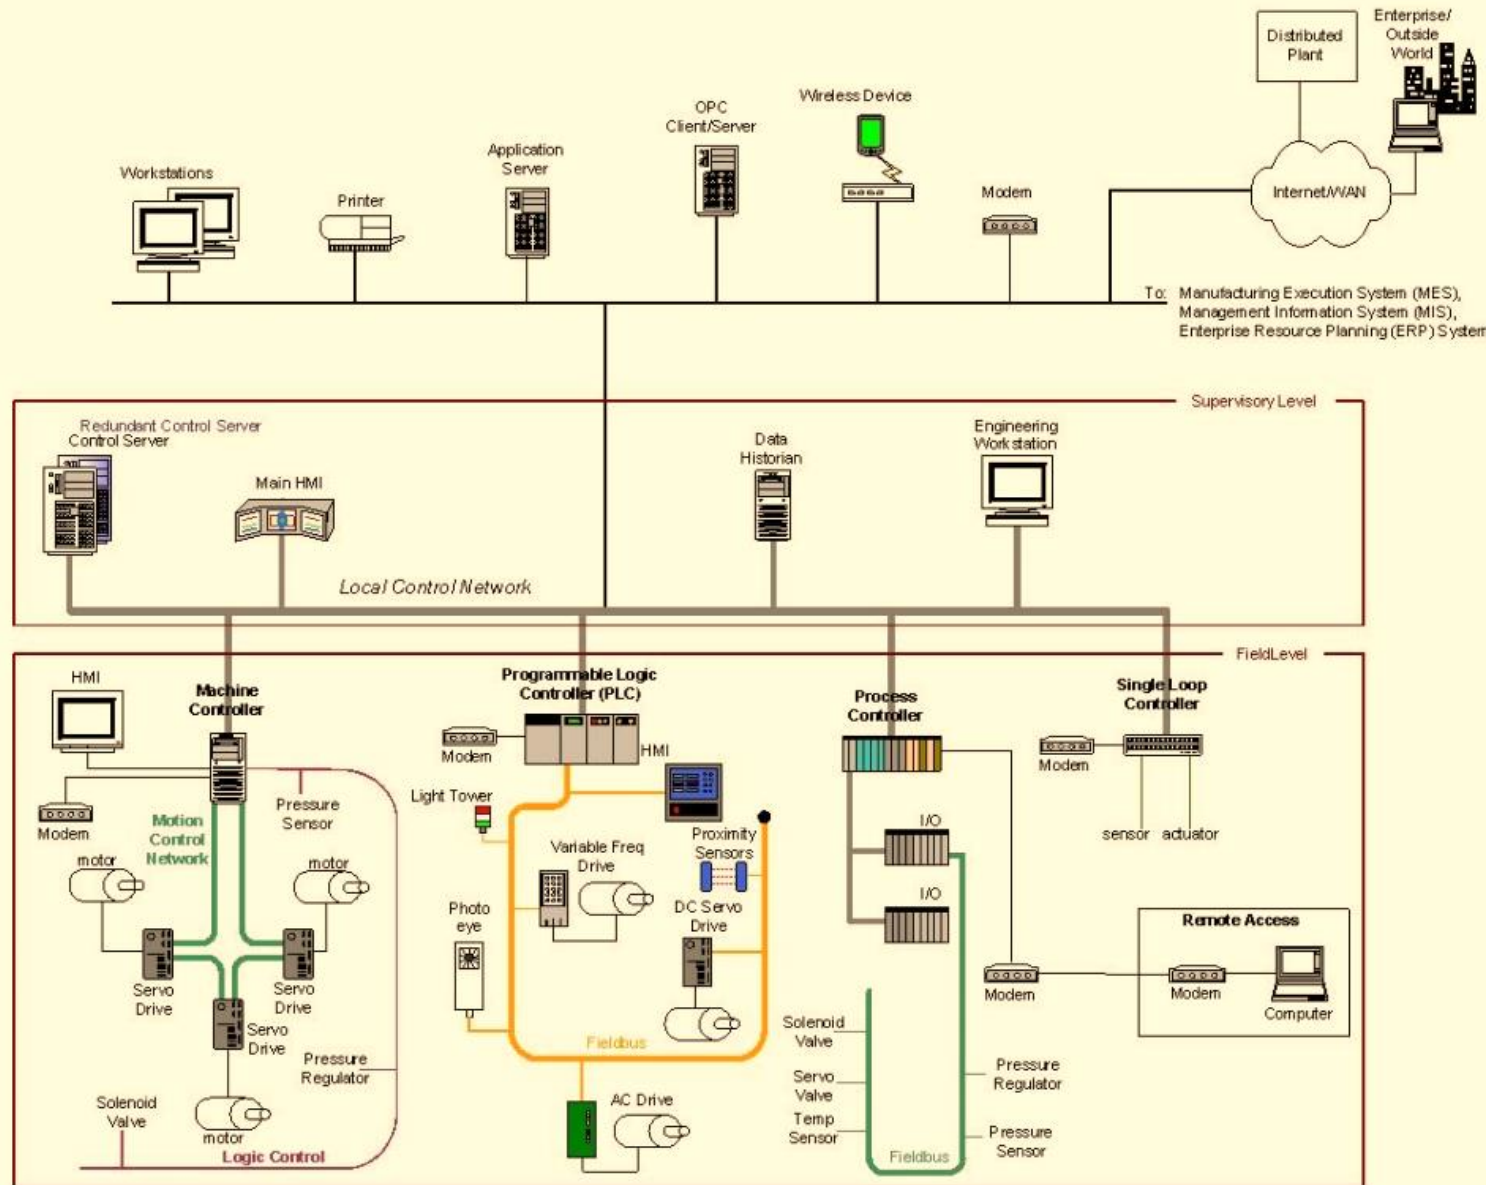 Distributed
Plant
Enterprise/
Outside
World
Wireless Device
OPC
Client/Server
Application
Server
Workstations
Printer
Modem
Internet/WAN
To: Manufacturing Execution System (MES),
Management Information System (MIS),
Enterprise Resource Planning (ERP) System
Supervisory Level
Redundant Control Server
Control Server
Main HMI
Data
Historian
Engineering
Workstation
Local Control Network
FieldLevel
HMI
Machine
Controller
Programmable Logic
Controller (PLC)
Process
Controller
Single Loop
Controller
Modem
HMI
Modem
Pressure
Sensor
Light Tower
Modem
Motion
Control
Network
I/O
sensor
actuator
Proximity
Sensors
Variable Freq
Drive
motor
motor
I/O
Photo
eye
DC Servo
Drive
Remote Access
Servo
Drive
Servo
Drive
Modem
Modem
Computer
Servo
Drive
Solenoid
Valve
Fieldbus
Pressure
Regulator
Pressure
Regulator
Servo
Valve
Solenoid
Valve
AC Drive
Temp
Sensor
motor
Pressure
Sensor
Logic Control
Fieldbus